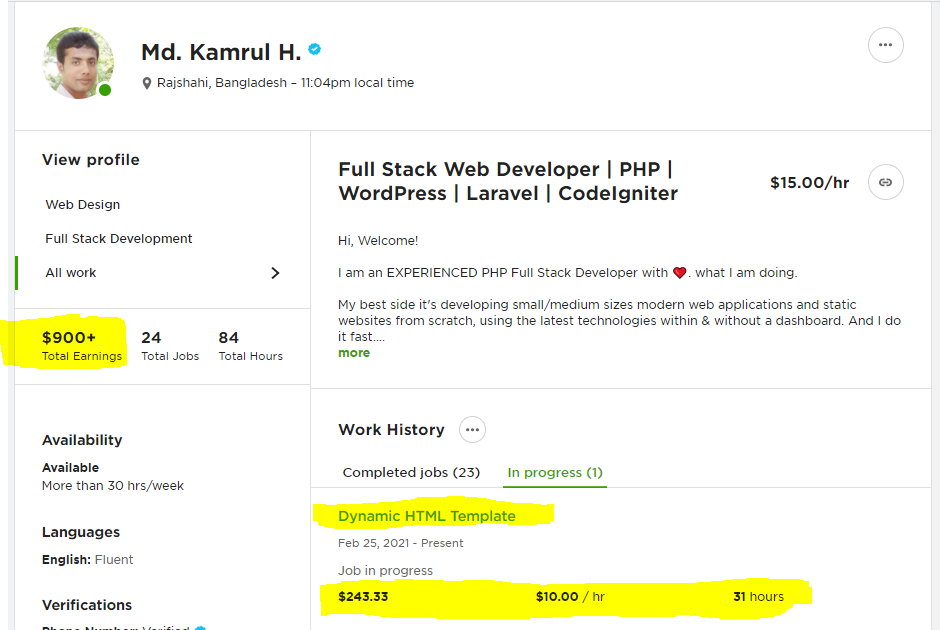 Md. Kamrul H.
Rajshahi, Bangladesh – 11:04pm local time
View profile
Web Design
Full Stack Development
All work
$900+
Total Earnings
24
Total Jobs
84
Total Hours
Availability
Available
More than 30 hrs/week
Languages
English: Fluent
Verifications
Phone Number: Verified
Full Stack Web Developer | PHP |
WordPress | Laravel | CodeIgniter
$15.00/hr
Hi, Welcome!
I am an EXPERIENCED PHP Full Stack Developer with ❤. what I am doing.
My best side it's developing small/medium sizes modern web applications and static
websites from scratch, using the latest technologies within & without a dashboard. And I do
it fast....
more
Work History
Completed jobs (23)
In progress (1)
Dynamic HTML Template
Feb 25, 2021 - Present
Job in progress
$243.33
$10.00 / hr
31 hours